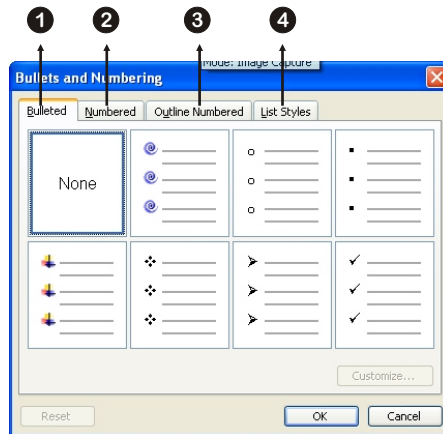 1 2 3 4
Mode: Image Capture
Bullets and Numbering
Bulleted Numbered Outline Numbered List Styles
None
Customize...
Reset OK Cancel